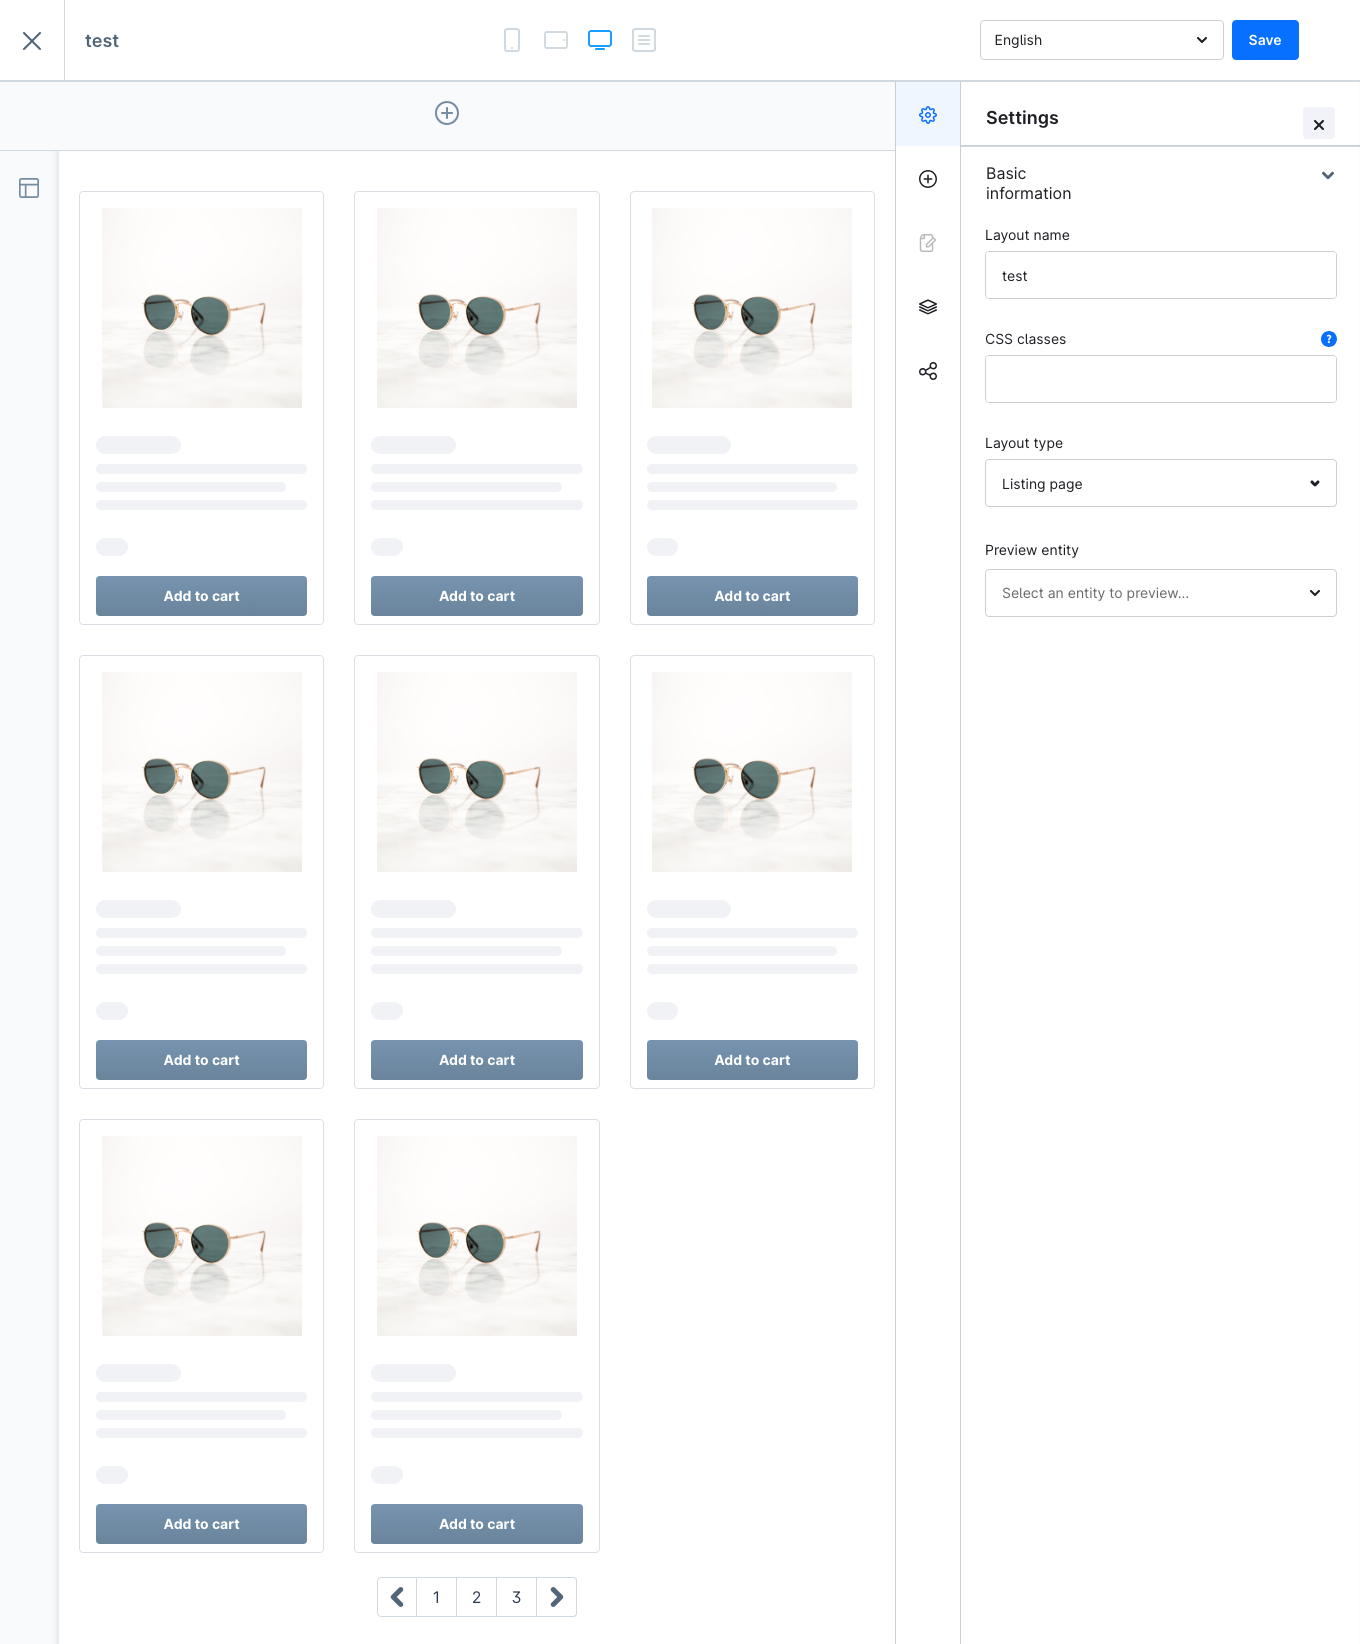 test
English
Save
Settings
Basic
information
Layout name
test
CSS classes
?
Layout type
Listing page
Preview entity
Select an entity to preview...
Add to cart
Add to cart
Add to cart
Add to cart
Add to cart
Add to cart
Add to cart
Add to cart
1 2 3